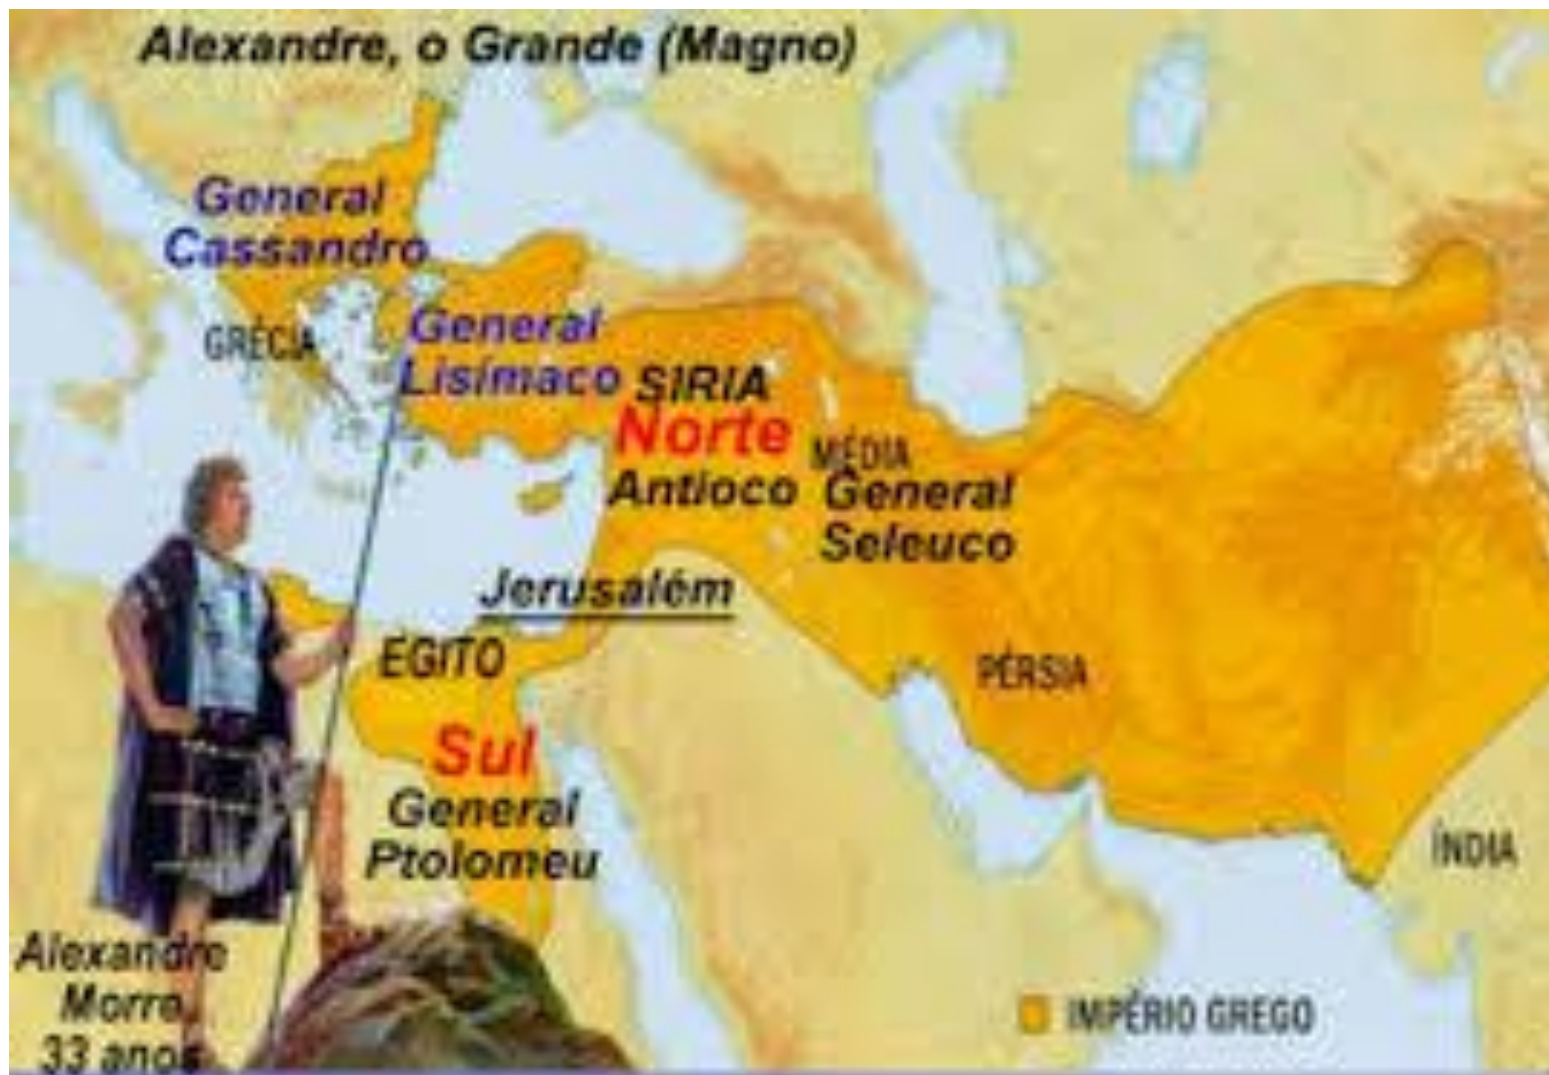 Alexandre, o Grande (Magno)
General
Cassandro
GRÉCIA
General
Lisímaco
SIRIA
Norte
Antioco
MÉDIA
General
Seleuco
Jerusalém
EGITO
PÉRSIA
Sul
General
Ptolomeu
ÍNDIA
Alexandre
Morre
33 anos
IMPÉRIO GREGO